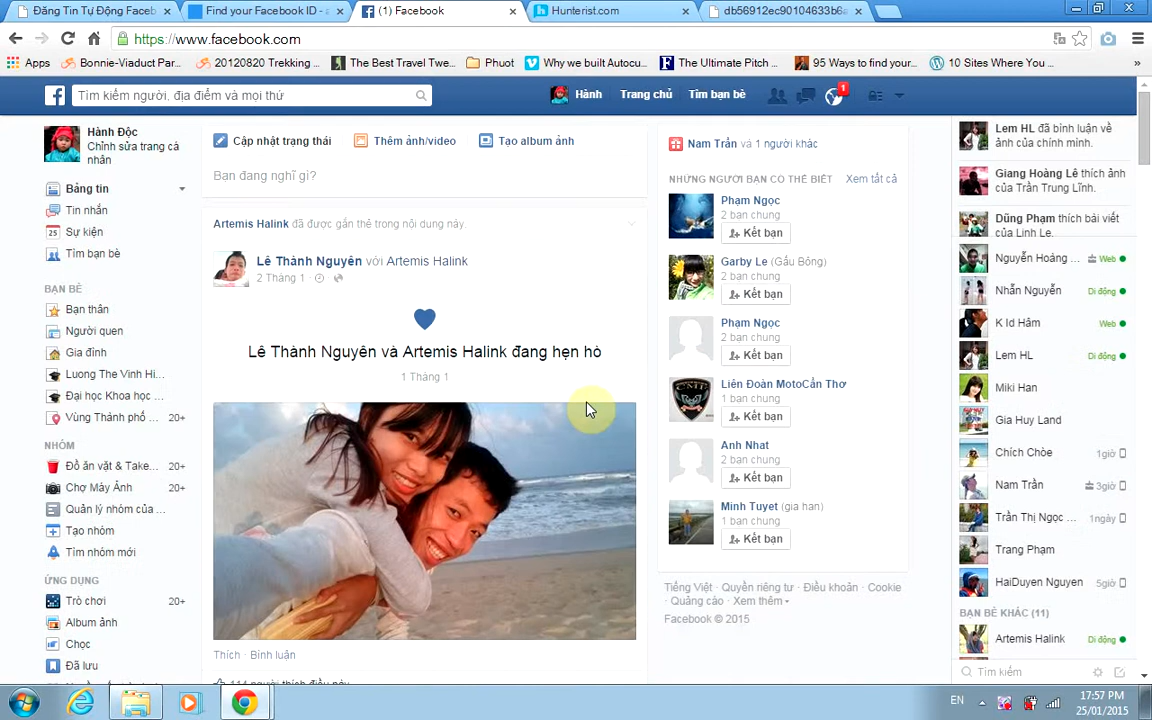 Đăng Tin Tự Động Faceb
Find your Facebook ID -
(1) Facebook
Hunterist.com
db56912ec90104633b6a
https://www.facebook.com
Apps
Bonnie-Viaduct Par...
20120820 Trekking ...
The Best Travel Twe...
Phuot
Why we built Autocu...
The Ultimate Pitch ...
95 Ways to find your...
10 Sites Where You ...
»
Tìm kiếm người, địa điểm và mọi thứ
Hành
Trang chủ
Tìm bạn bè
1
Hành Độc
Chỉnh sửa trang cá
nhân
Bảng tin
Tin nhắn
Sự kiện
Tìm bạn bè
BẠN BÈ
Bạn thân
Người quen
Gia đình
Luong The Vinh Hi...
Đại học Khoa học ...
Vùng Thành phố ... 20+
NHÓM
Đồ ăn vặt & Take... 20+
Chợ Máy Ảnh 20+
Quản lý nhóm của ...
Tạo nhóm
Tìm nhóm mới
ỨNG DỤNG
Trò chơi 20+
Album ảnh
Chọc
Đã lưu
Cập nhật trạng thái
Thêm ảnh/video
Tạo album ảnh
Bạn đang nghĩ gì?
Artemis Halink đã được gắn thẻ trong nội dung này.
Lê Thành Nguyên với Artemis Halink
2 Tháng 1 ·
Lê Thành Nguyên và Artemis Halink đang hẹn hò
1 Tháng 1
Thích · Bình luận
114 người thích điều này.
Nam Trần và 1 người khác
NHỮNG NGƯỜI BẠN CÓ THỂ BIẾT Xem tất cả
Phạm Ngọc
2 bạn chung
Kết bạn
Garby Le (Gấu Bông)
2 bạn chung
Kết bạn
Phạm Ngọc
2 bạn chung
Kết bạn
Liên Đoàn MotoCần Thơ
1 bạn chung
Kết bạn
Anh Nhat
2 bạn chung
Kết bạn
Minh Tuyet (gia han)
1 bạn chung
Kết bạn
Tiếng Việt · Quyền riêng tư · Điều khoản · Cookie
· Quảng cáo · Xem thêm
Facebook © 2015
Lem HL đã bình luận về
ảnh của chính mình.
Giang Hoàng Lê thích ảnh
của Trần Trung Lĩnh.
Dũng Phạm thích bài viết
của Linh Le.
Nguyễn Hoàng ... Web
Nhẫn Nguyễn Di động
K Id Hâm Web
Lem HL Di động
Miki Han
Gia Huy Land
Chích Chòe 1giờ
Nam Trần 3giờ
Trần Thị Ngọc ... 1ngày
Trang Phạm
HaiDuyen Nguyen 5giờ
BẠN BÈ KHÁC (11)
Artemis Halink Di động
Tìm kiếm
EN
17:57 PM
25/01/2015